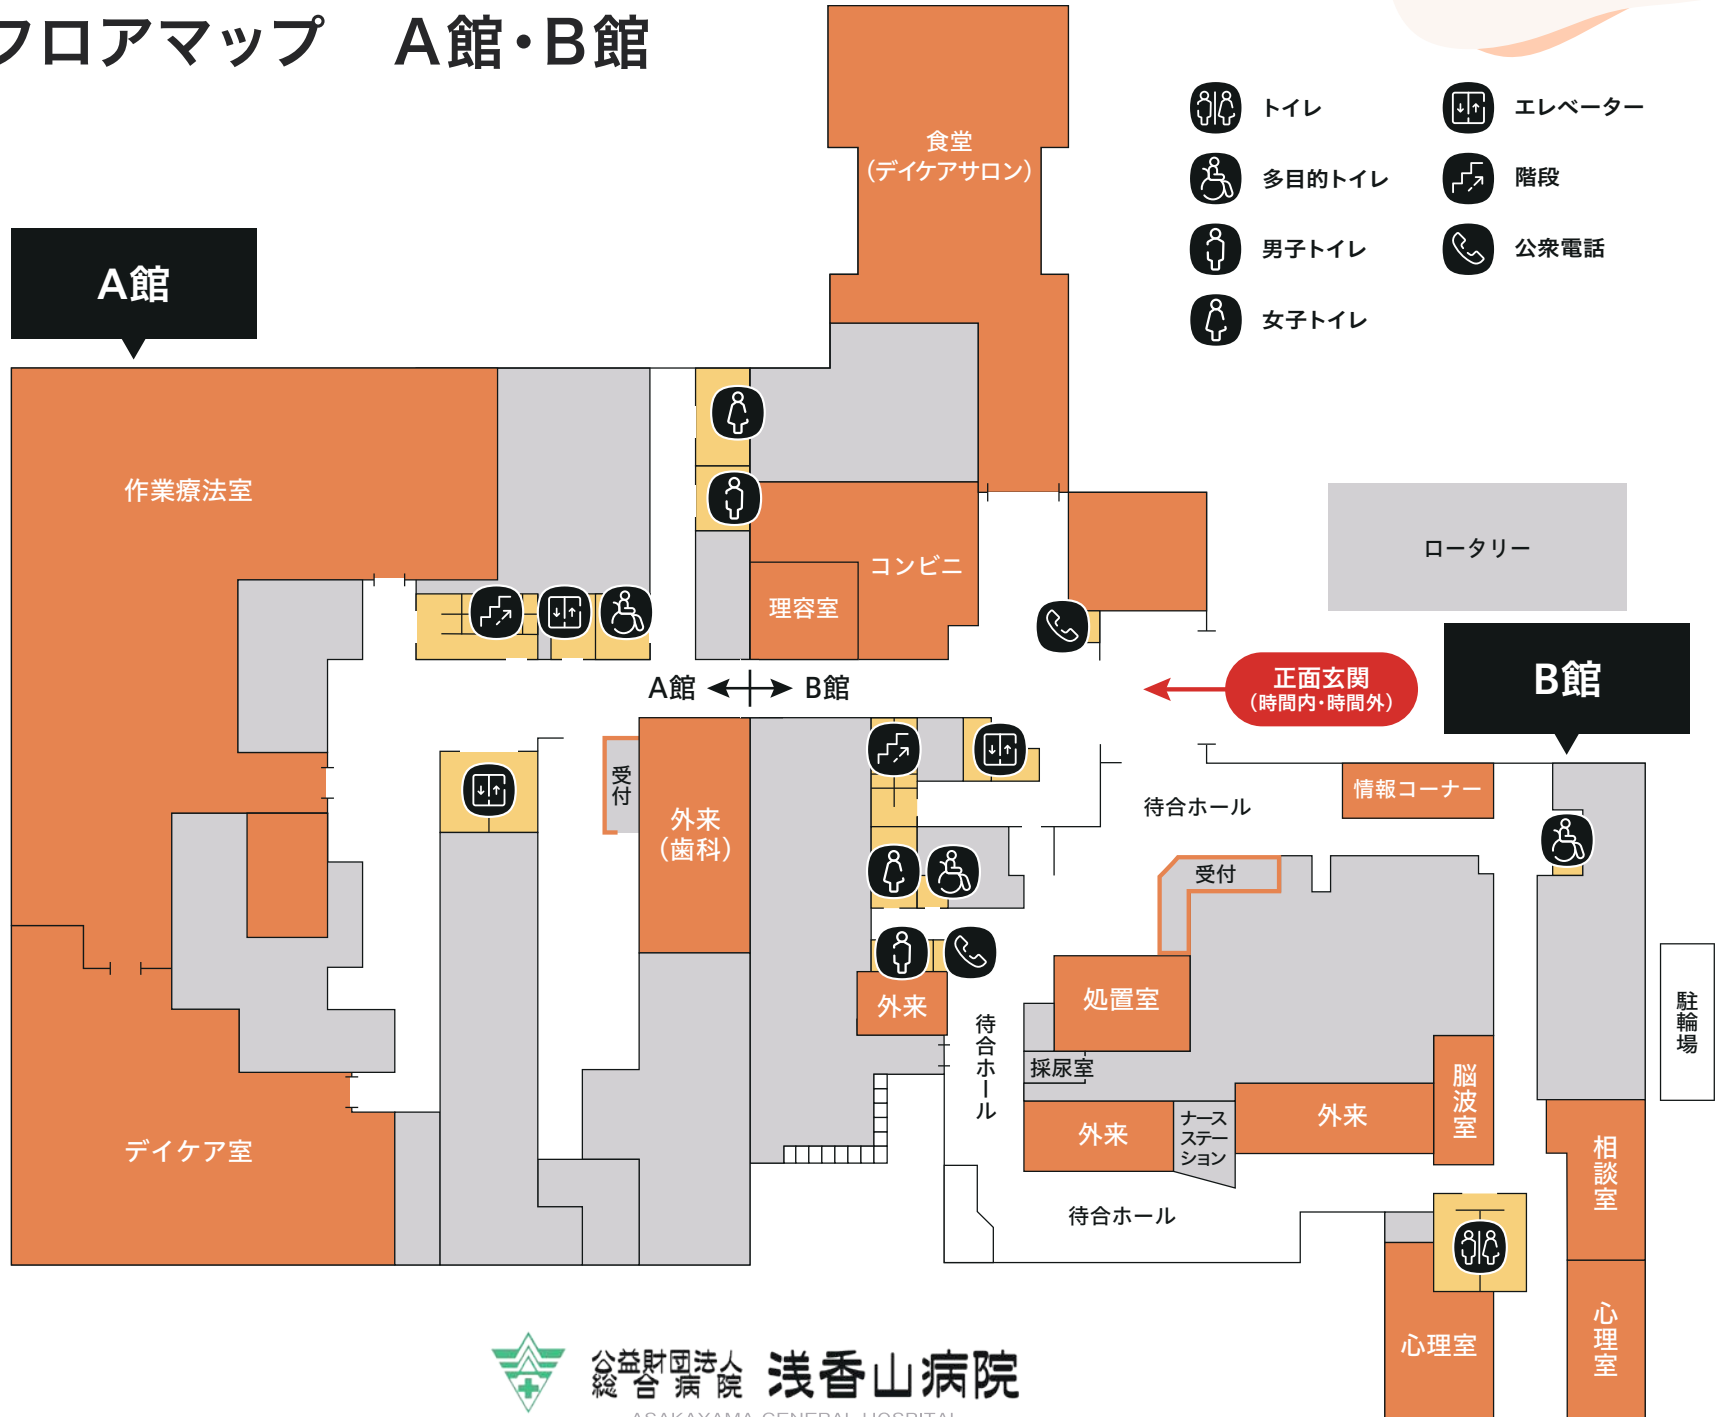 フロアマップ　A館・B館
トイレ
エレベーター
多目的トイレ
階段
男子トイレ
公衆電話
女子トイレ
食堂
（デイケアサロン）
A館
作業療法室
コンビニ
理容室
ロータリー
A館
B館
正面玄関
（時間内・時間外）
B館
受付
外来
（歯科）
待合ホール
情報コーナー
受付
処置室
外来
待合ホール
採尿室
駐輪場
脳波室
外来
ナース
ステー
ション
外来
相談室
デイケア室
待合ホール
心理室
心理室
公益財団法人
総合病院
浅香山病院
ASAKAYAMA GENERAL HOSPITAL